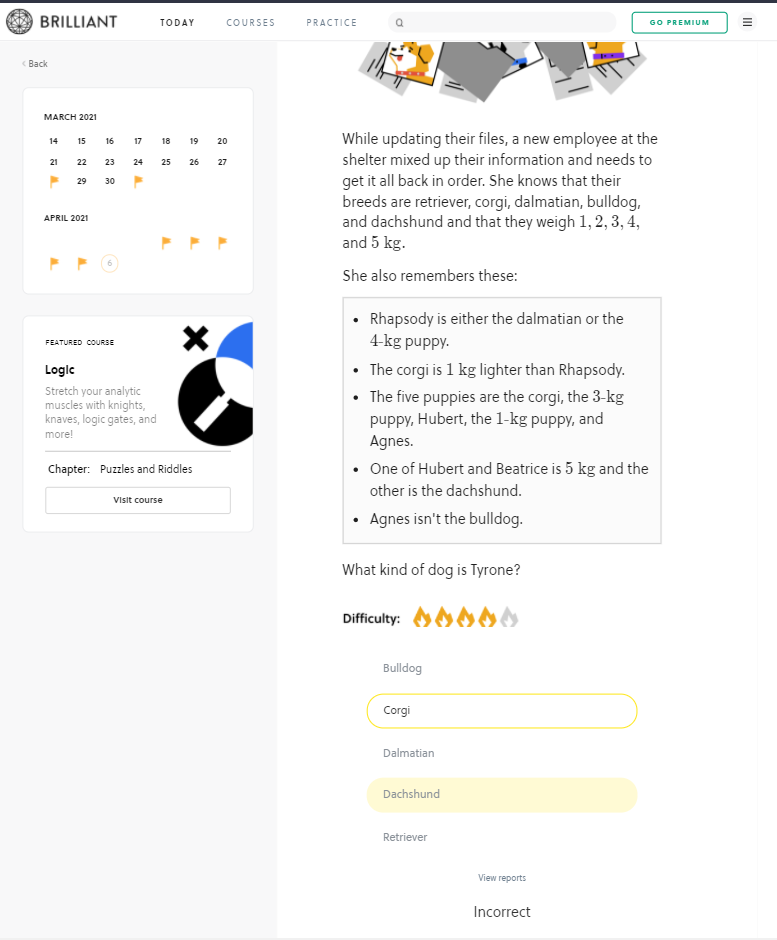 BRILLIANT
TODAY COURSES PRACTICE
GO PREMIUM
‹ Back
MARCH 2021
14 15 16 17 18 19 20
21 22 23 24 25 26 27
29 30
APRIL 2021
6
FEATURED COURSE
Logic
Stretch your analytic
muscles with knights,
knaves, logic gates, and
more!
Chapter: Puzzles and Riddles
Visit course
While updating their files, a new employee at the
shelter mixed up their information and needs to
get it all back in order. She knows that their
breeds are retriever, corgi, dalmatian, bulldog,
and dachshund and that they weigh 1, 2, 3, 4,
and 5 kg.
She also remembers these:
• Rhapsody is either the dalmatian or the
4-kg puppy.
• The corgi is 1 kg lighter than Rhapsody.
• The five puppies are the corgi, the 3-kg
puppy, Hubert, the 1-kg puppy, and
Agnes.
• One of Hubert and Beatrice is 5 kg and the
other is the dachshund.
• Agnes isn't the bulldog.
What kind of dog is Tyrone?
Difficulty:
Bulldog
Corgi
Dalmatian
Dachshund
Retriever
View reports
Incorrect